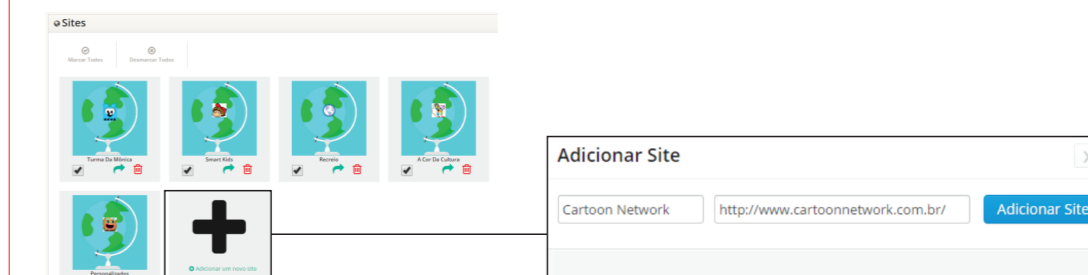 Sites
Marcar Todos
Desmarcar Todos
Turma Da Mônica
Smart Kids
Recreio
A Cor Da Cultura
Personalizados
Adicionar um novo site
Adicionar Site
Cartoon Network
http://www.cartoonnetwork.com.br/
Adicionar Site